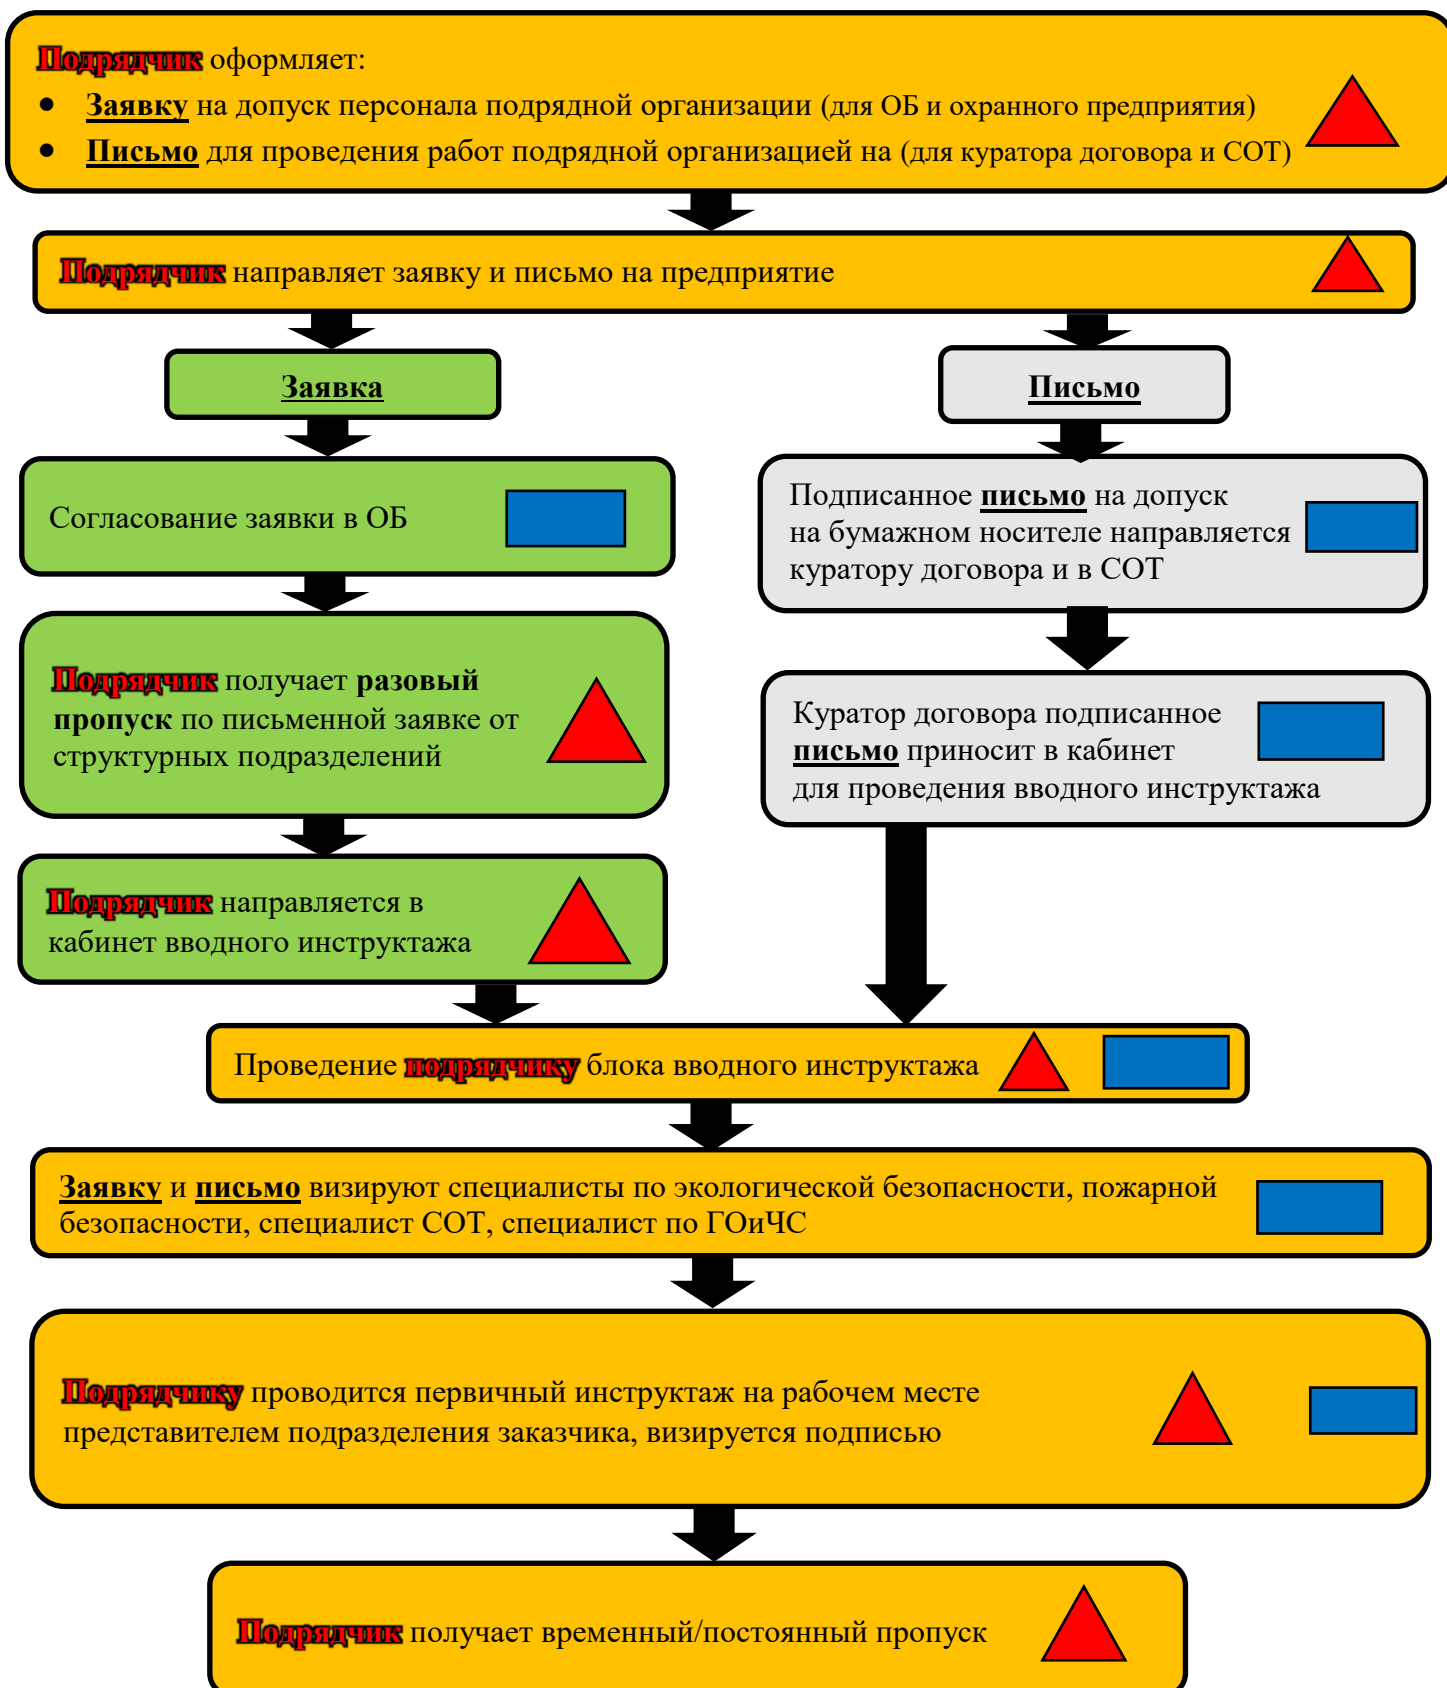 Подрядчик оформляет:
• Заявку на допуск персонала подрядной организации (для ОБ и охранного предприятия)
• Письмо для проведения работ подрядной организацией на (для куратора договора и СОТ)
Подрядчик направляет заявку и письмо на предприятие
Заявка
Согласование заявки в ОБ
Подрядчик получает разовый
пропуск по письменной заявке от
структурных подразделений
Подрядчик направляется в
кабинет вводного инструктажа
Письмо
Подписанное письмо на допуск
на бумажном носителе направляется
куратору договора и в СОТ
Куратор договора подписанное
письмо приносит в кабинет
для проведения вводного инструктажа
Проведение подрядчику блока вводного инструктажа
Заявку и письмо визируют специалисты по экологической безопасности, пожарной
безопасности, специалист СОТ, специалист по ГОиЧС
Подрядчику проводится первичный инструктаж на рабочем месте
представителем подразделения заказчика, визируется подписью
Подрядчик получает временный/постоянный пропуск